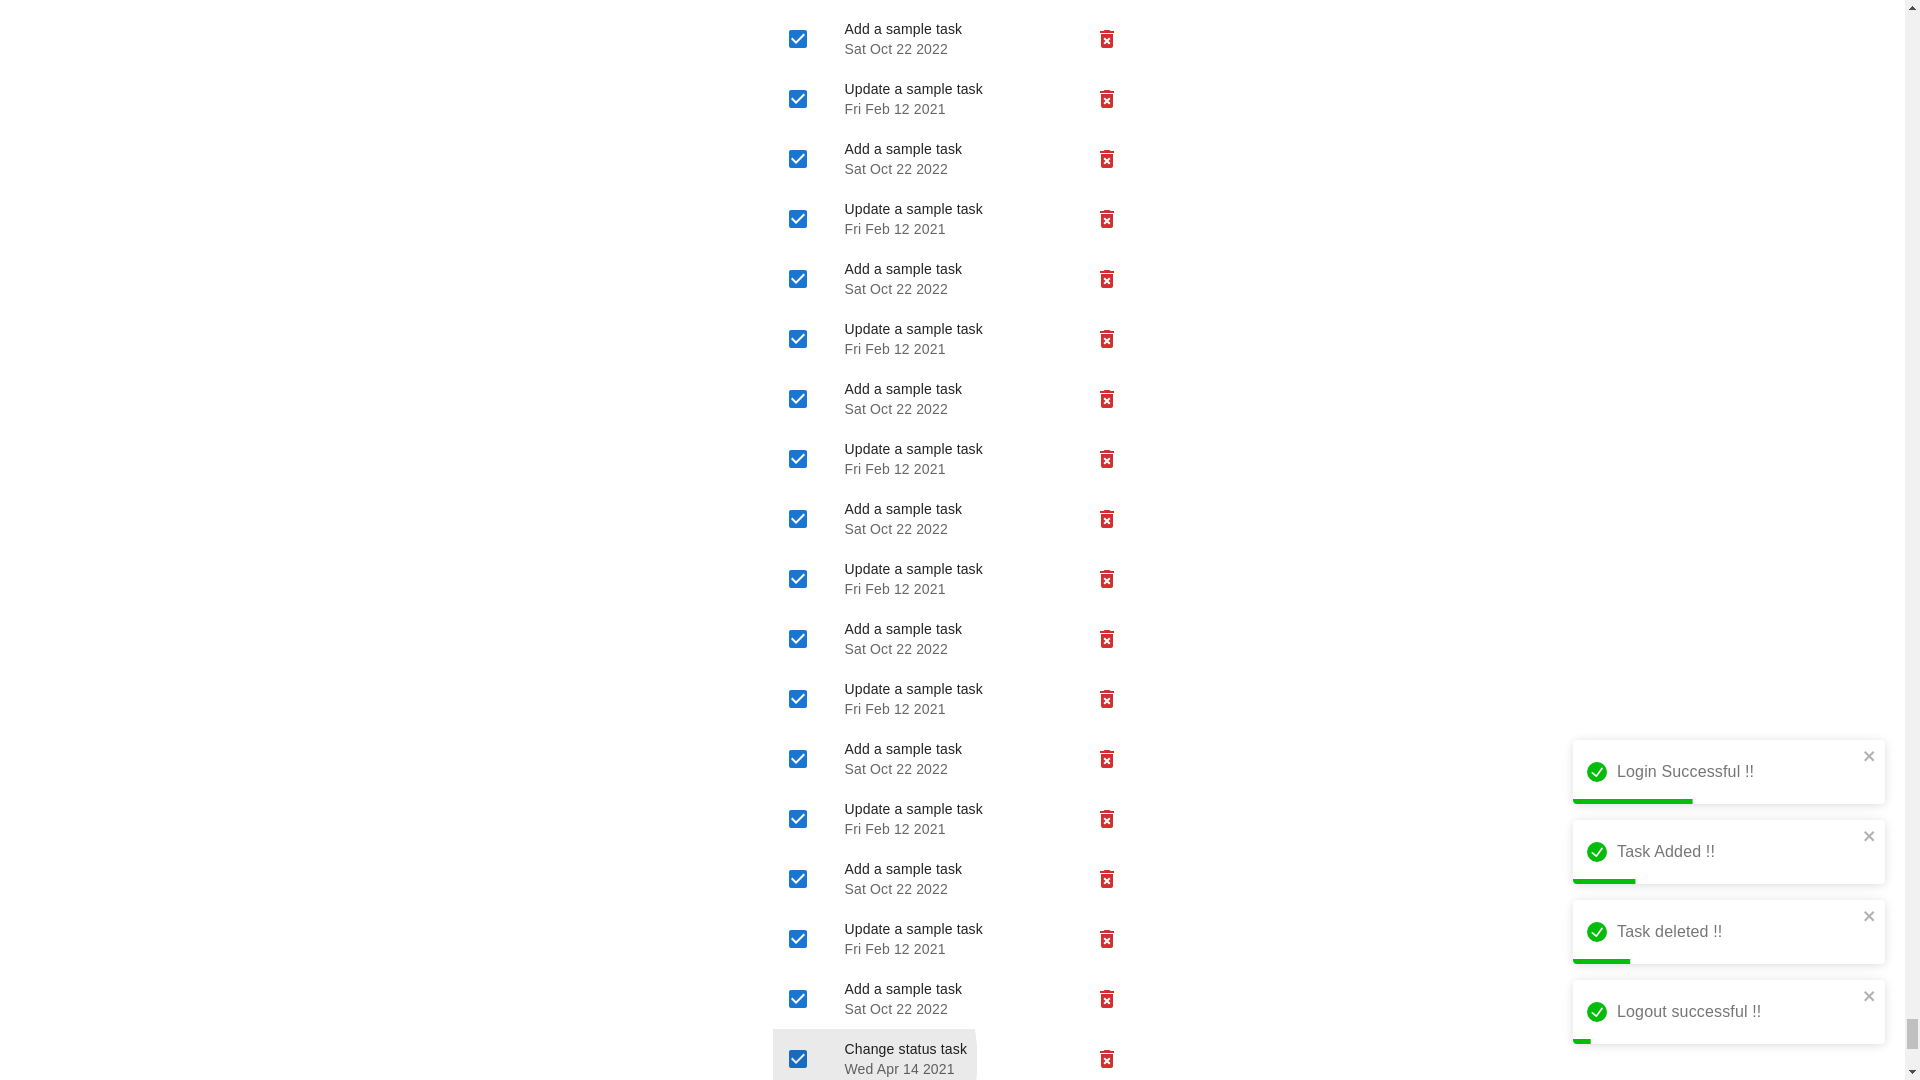 Add a sample task
Sat Oct 22 2022
Update a sample task
Fri Feb 12 2021
Add a sample task
Sat Oct 22 2022
Update a sample task
Fri Feb 12 2021
Add a sample task
Sat Oct 22 2022
Update a sample task
Fri Feb 12 2021
Add a sample task
Sat Oct 22 2022
Update a sample task
Fri Feb 12 2021
Add a sample task
Sat Oct 22 2022
Update a sample task
Fri Feb 12 2021
Add a sample task
Sat Oct 22 2022
Update a sample task
Fri Feb 12 2021
Add a sample task
Sat Oct 22 2022
Update a sample task
Fri Feb 12 2021
Add a sample task
Sat Oct 22 2022
Update a sample task
Fri Feb 12 2021
Add a sample task
Sat Oct 22 2022
Change status task
Wed Apr 14 2021
Login Successful !!
Task Added !!
Task deleted !!
Logout successful !!